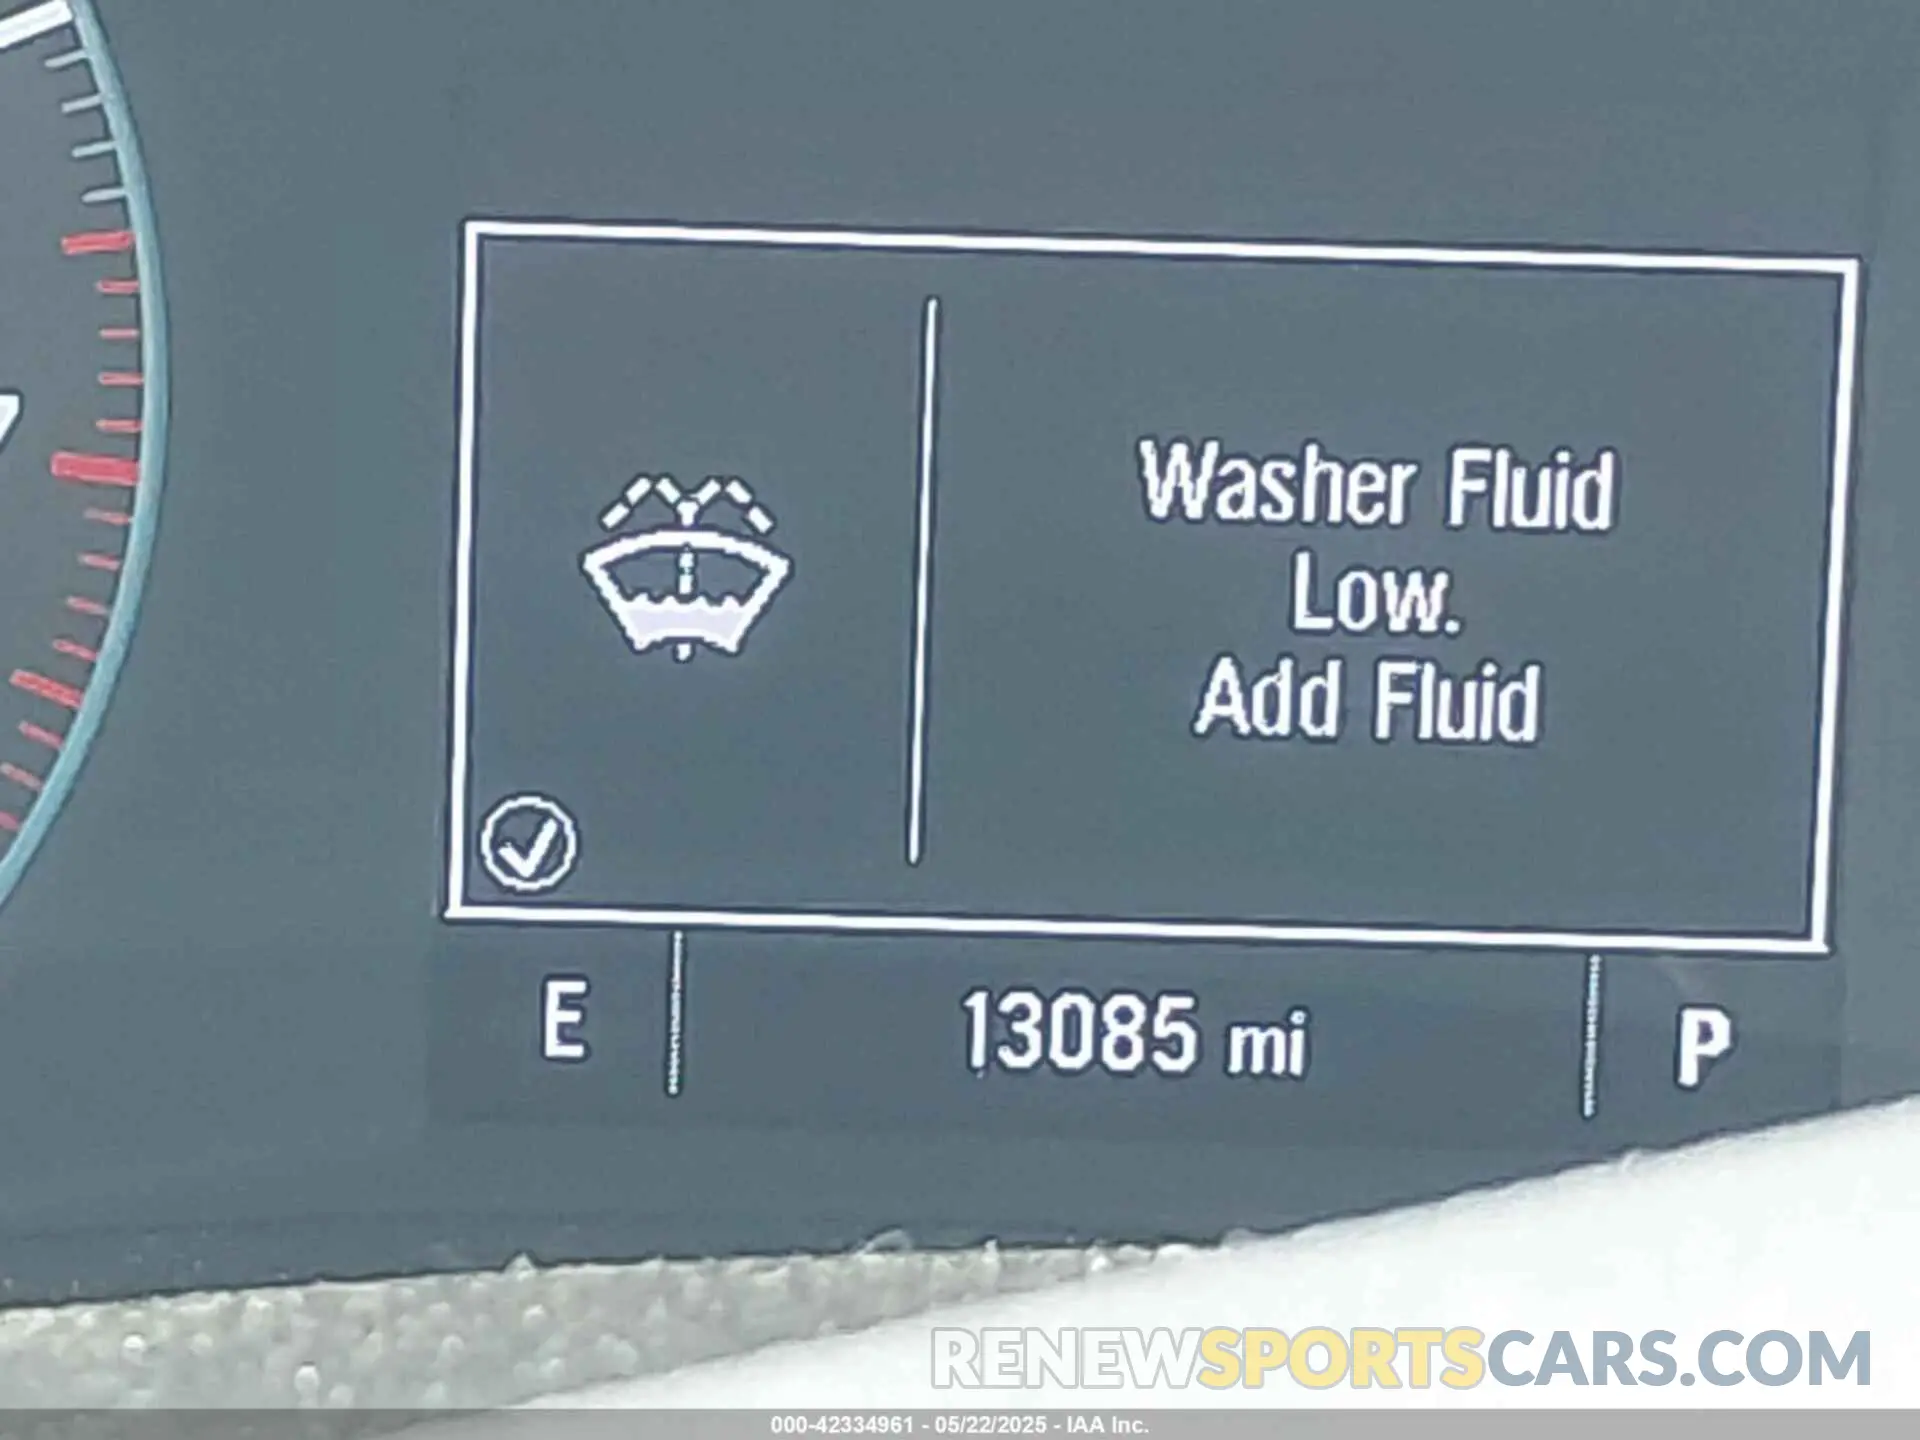 Washer Fluid
Low.
Add Fluid
E 13085 mi P
RENEWSPORTSCARS.COM
000-42334961 - 05/22/2025 - IAA Inc.